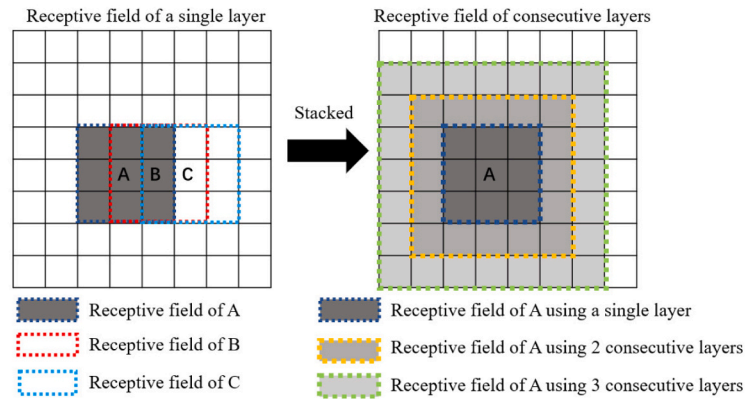 Receptive field of a single layer
Receptive field of consecutive layers
Stacked
A B C
A
Receptive field of A
Receptive field of B
Receptive field of C
Receptive field of A using a single layer
Receptive field of A using 2 consecutive layers
Receptive field of A using 3 consecutive layers